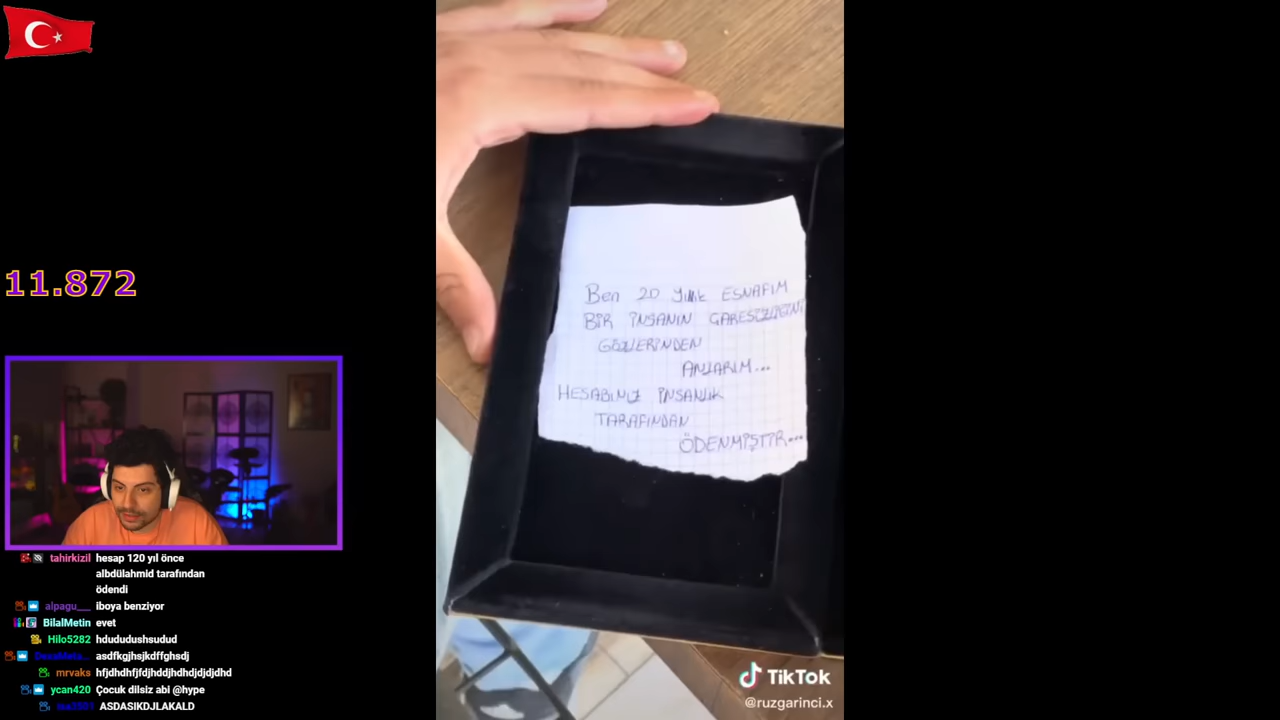 11.872
Ben 20 yıllık ESNAFIM
BİR İNSANIN ÇARESİZLİĞİNİ
GÖZLERİNDEN
ANLARIM...
HESABINIZ İNSANLIK
TARAFINDAN
ÖDENMİŞTİR...
tahirkizil hesap 120 yıl önce
albdülahmid tarafından
ödendi
alpagu___ iboya benziyor
BilalMetin evet
Hilo5282 hdududushsudud
asdfkgjhsjkdffghsdj
mrvaks hfjdhdhfjfdjhddjhdhdjdjdjdhd
ycan420 Çocuk dilsiz abi @hype
ASDASIKDJLAKALD
TikTok
@ruzgarinci.x